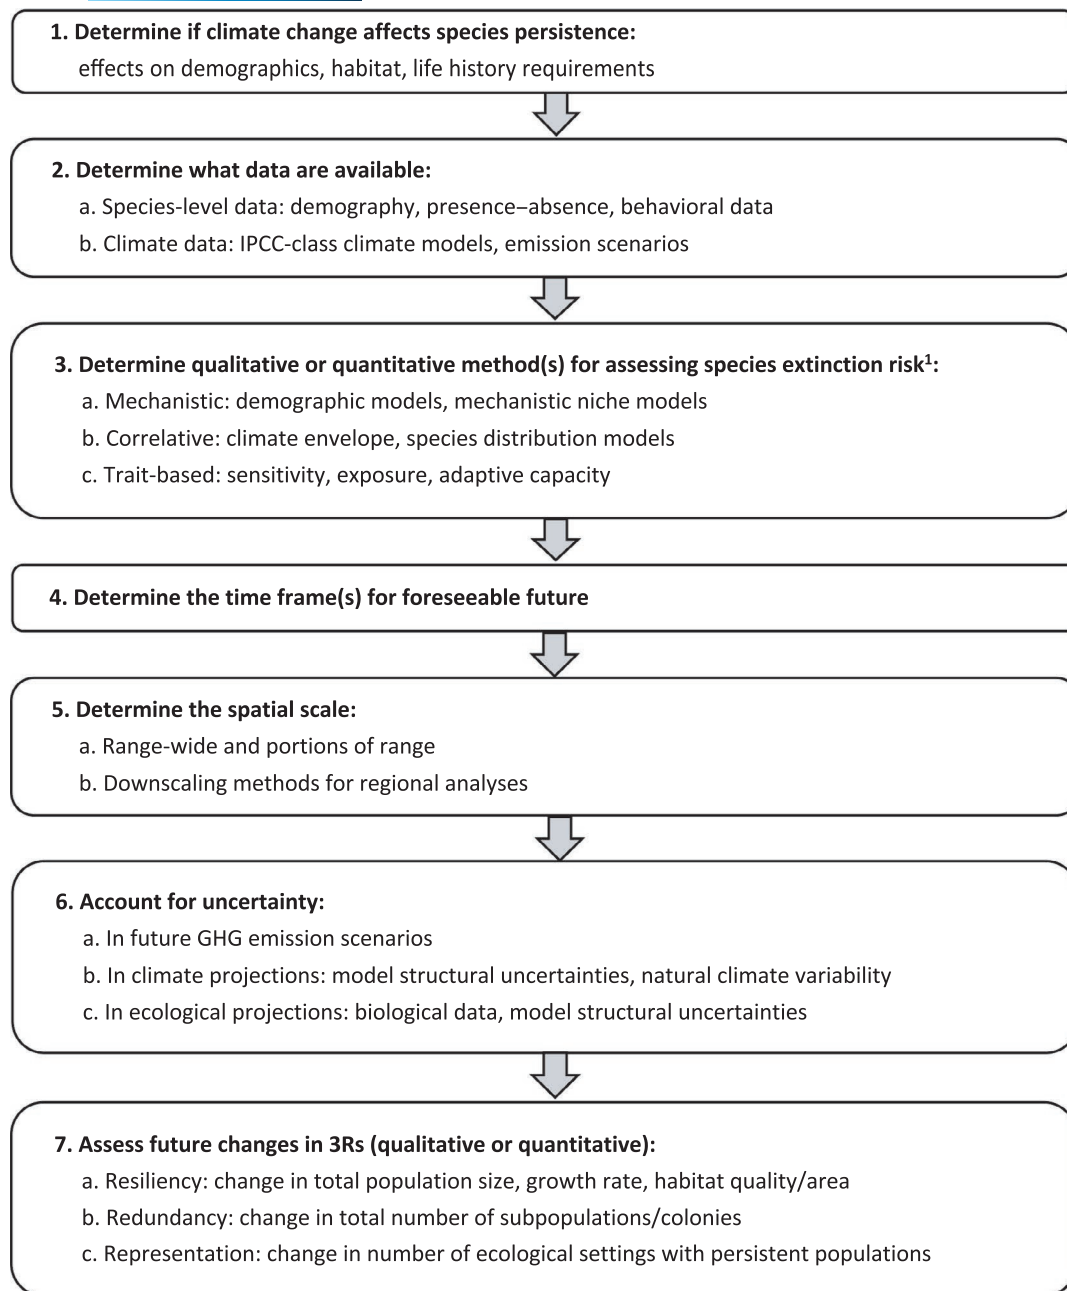 1. Determine if climate change affects species persistence:
effects on demographics, habitat, life history requirements
2. Determine what data are available:
a. Species-level data: demography, presence–absence, behavioral data
b. Climate data: IPCC-class climate models, emission scenarios
3. Determine qualitative or quantitative method(s) for assessing species extinction risk¹:
a. Mechanistic: demographic models, mechanistic niche models
b. Correlative: climate envelope, species distribution models
c. Trait-based: sensitivity, exposure, adaptive capacity
4. Determine the time frame(s) for foreseeable future
5. Determine the spatial scale:
a. Range-wide and portions of range
b. Downscaling methods for regional analyses
6. Account for uncertainty:
a. In future GHG emission scenarios
b. In climate projections: model structural uncertainties, natural climate variability
c. In ecological projections: biological data, model structural uncertainties
7. Assess future changes in 3Rs (qualitative or quantitative):
a. Resiliency: change in total population size, growth rate, habitat quality/area
b. Redundancy: change in total number of subpopulations/colonies
c. Representation: change in number of ecological settings with persistent populations